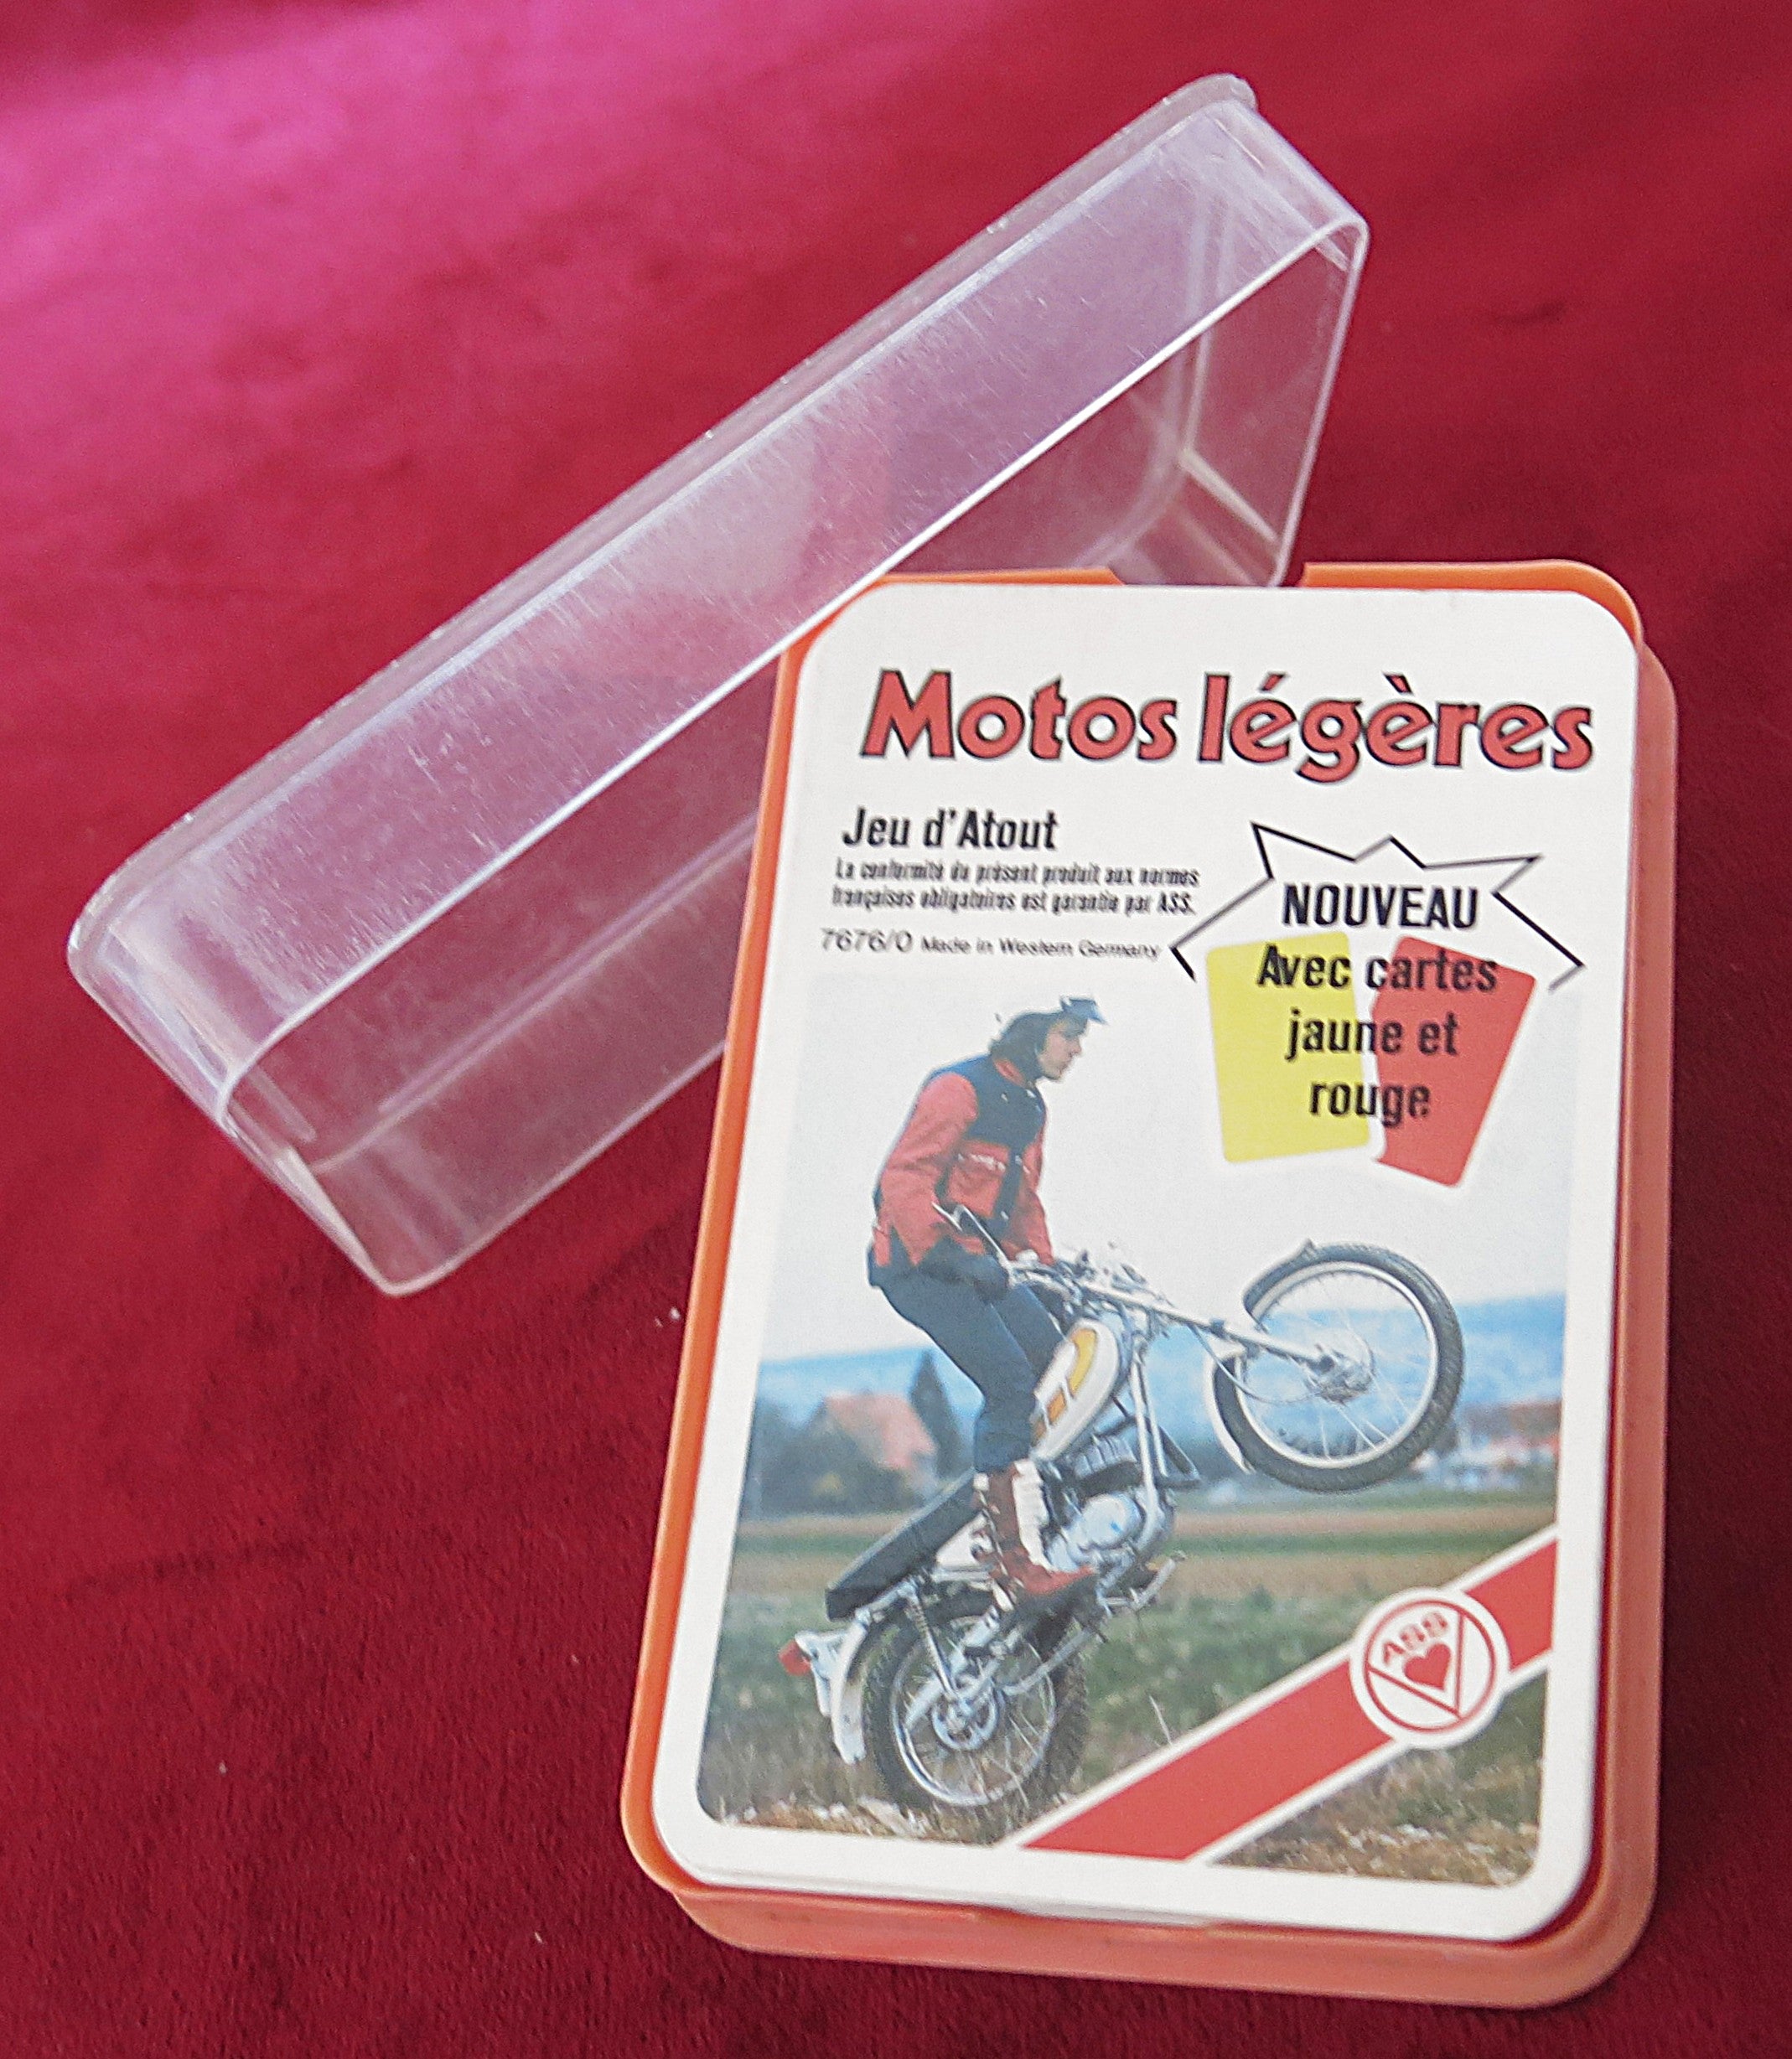 Motos légères
Jeu d'Atout
La conformité du présent produit aux normes
françaises obligatoires est garantie par ASS.
7676/0 Made in Western Germany
NOUVEAU
Avec cartes
jaune et
rouge
ASS